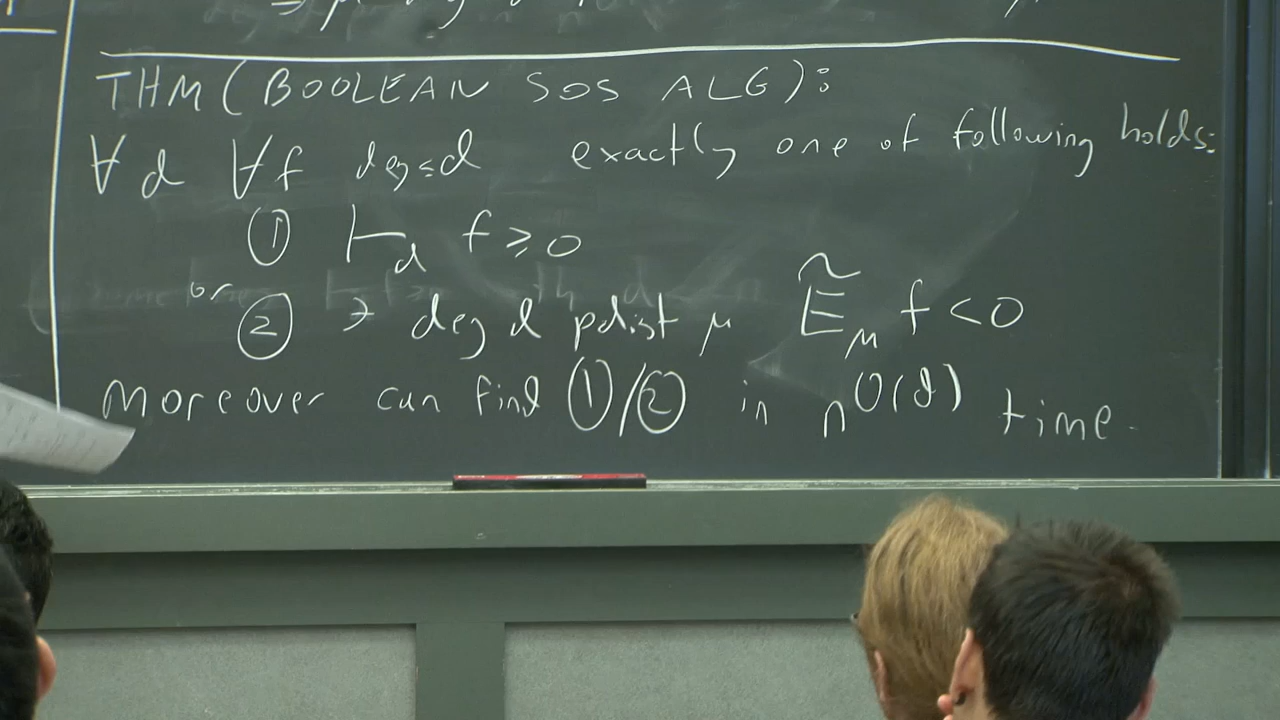 THM (BOOLEAN SOS ALG):
∀ d ∀ f deg ≤ d exactly one of following holds:
① ⊢_d f ≥ 0
or
② ∃ deg d pdist μ Ẽ_μ f < 0
Moreover can find ①/② in n^{O(d)} time.